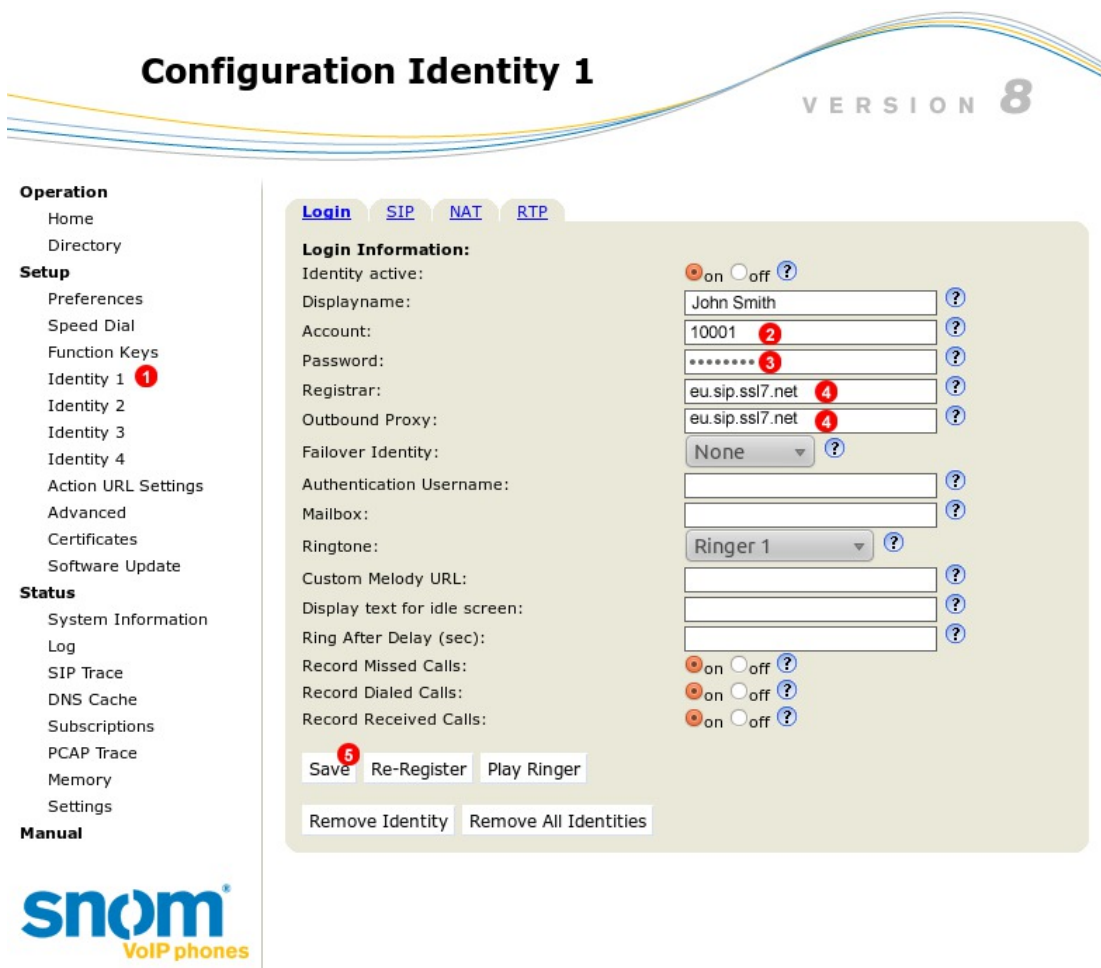 Configuration Identity 1
VERSION 8
Operation
Home
Directory
Setup
Preferences
Speed Dial
Function Keys
Identity 1 1
Identity 2
Identity 3
Identity 4
Action URL Settings
Advanced
Certificates
Software Update
Status
System Information
Log
SIP Trace
DNS Cache
Subscriptions
PCAP Trace
Memory
Settings
Manual
snom®
VoIP phones
Login SIP NAT RTP
Login Information:
Identity active: on off ?
Displayname: John Smith ?
Account: 10001 2 ?
Password: •••••••• 3 ?
Registrar: eu.sip.ssl7.net 4 ?
Outbound Proxy: eu.sip.ssl7.net 4 ?
Failover Identity: None ?
Authentication Username: ?
Mailbox: ?
Ringtone: Ringer 1 ?
Custom Melody URL: ?
Display text for idle screen: ?
Ring After Delay (sec): ?
Record Missed Calls: on off ?
Record Dialed Calls: on off ?
Record Received Calls: on off ?
Save 5 Re-Register Play Ringer
Remove Identity Remove All Identities